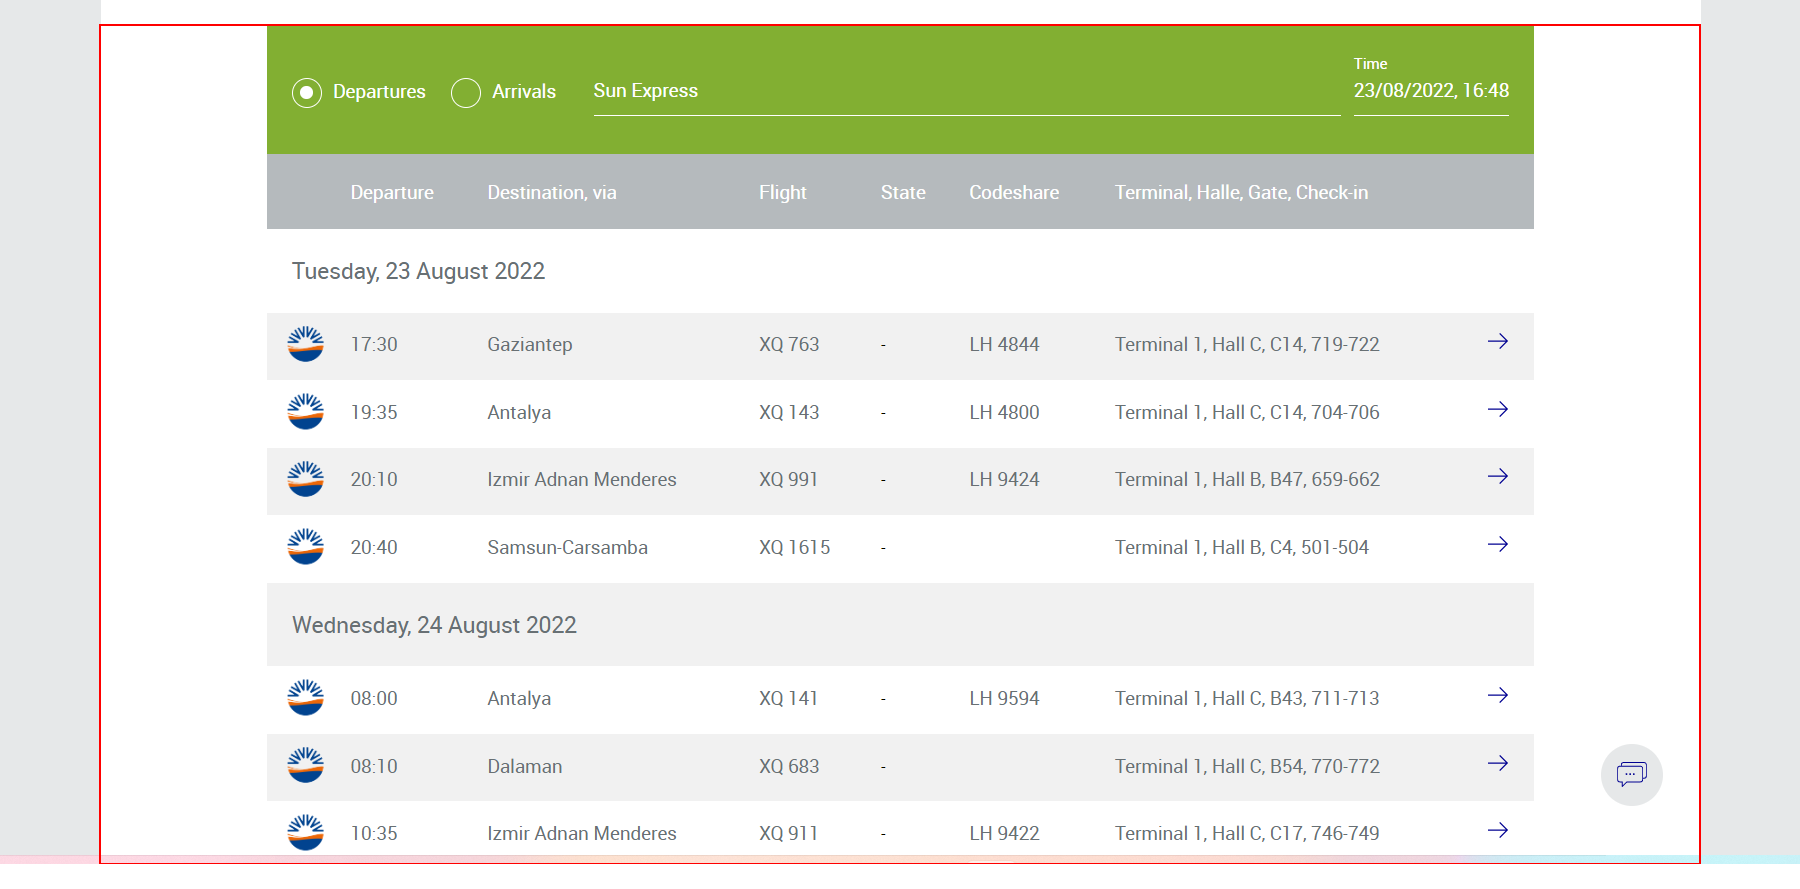 Departures Arrivals Sun Express Time 23/08/2022, 16:48
Departure Destination, via Flight State Codeshare Terminal, Halle, Gate, Check-in
Tuesday, 23 August 2022
17:30 Gaziantep XQ 763 - LH 4844 Terminal 1, Hall C, C14, 719-722
19:35 Antalya XQ 143 - LH 4800 Terminal 1, Hall C, C14, 704-706
20:10 Izmir Adnan Menderes XQ 991 - LH 9424 Terminal 1, Hall B, B47, 659-662
20:40 Samsun-Carsamba XQ 1615 - Terminal 1, Hall B, C4, 501-504
Wednesday, 24 August 2022
08:00 Antalya XQ 141 - LH 9594 Terminal 1, Hall C, B43, 711-713
08:10 Dalaman XQ 683 - Terminal 1, Hall C, B54, 770-772
10:35 Izmir Adnan Menderes XQ 911 - LH 9422 Terminal 1, Hall C, C17, 746-749